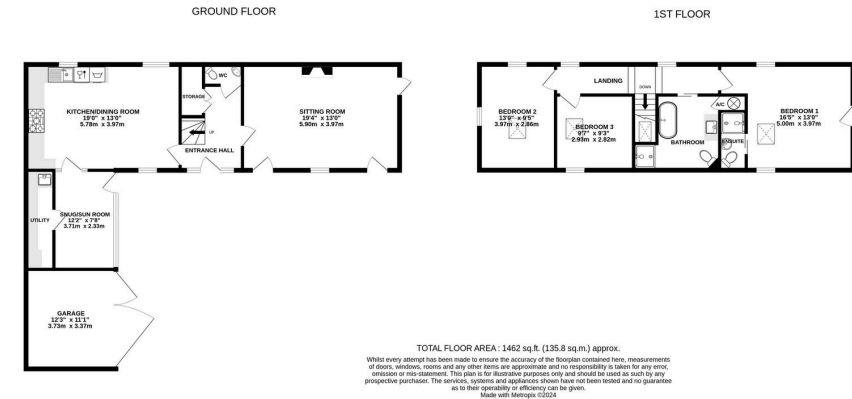 GROUND FLOOR
1ST FLOOR
KITCHEN/DINING ROOM
19'0" x 13'0"
5.78m x 3.97m
STORAGE
WC
UP
ENTRANCE HALL
SITTING ROOM
19'4" x 13'0"
5.90m x 3.97m
UTILITY
SNUG/SUN ROOM
12'2" x 7'8"
3.71m x 2.33m
GARAGE
12'3" x 11'1"
3.73m x 3.37m
LANDING
DOWN
BEDROOM 2
13'0" x 9'5"
3.97m x 2.86m
BEDROOM 3
9'7" x 9'3"
2.93m x 2.82m
BATHROOM
A/C
ENSUITE
BEDROOM 1
16'5" x 13'0"
5.00m x 3.97m
TOTAL FLOOR AREA : 1462 sq.ft. (135.8 sq.m.) approx.
Whilst every attempt has been made to ensure the accuracy of the floorplan contained here, measurements
of doors, windows, rooms and any other items are approximate and no responsibility is taken for any error,
omission or mis-statement. This plan is for illustrative purposes only and should be used as such by any
prospective purchaser. The services, systems and appliances shown have not been tested and no guarantee
as to their operability or efficiency can be given.
Made with Metropix ©2024